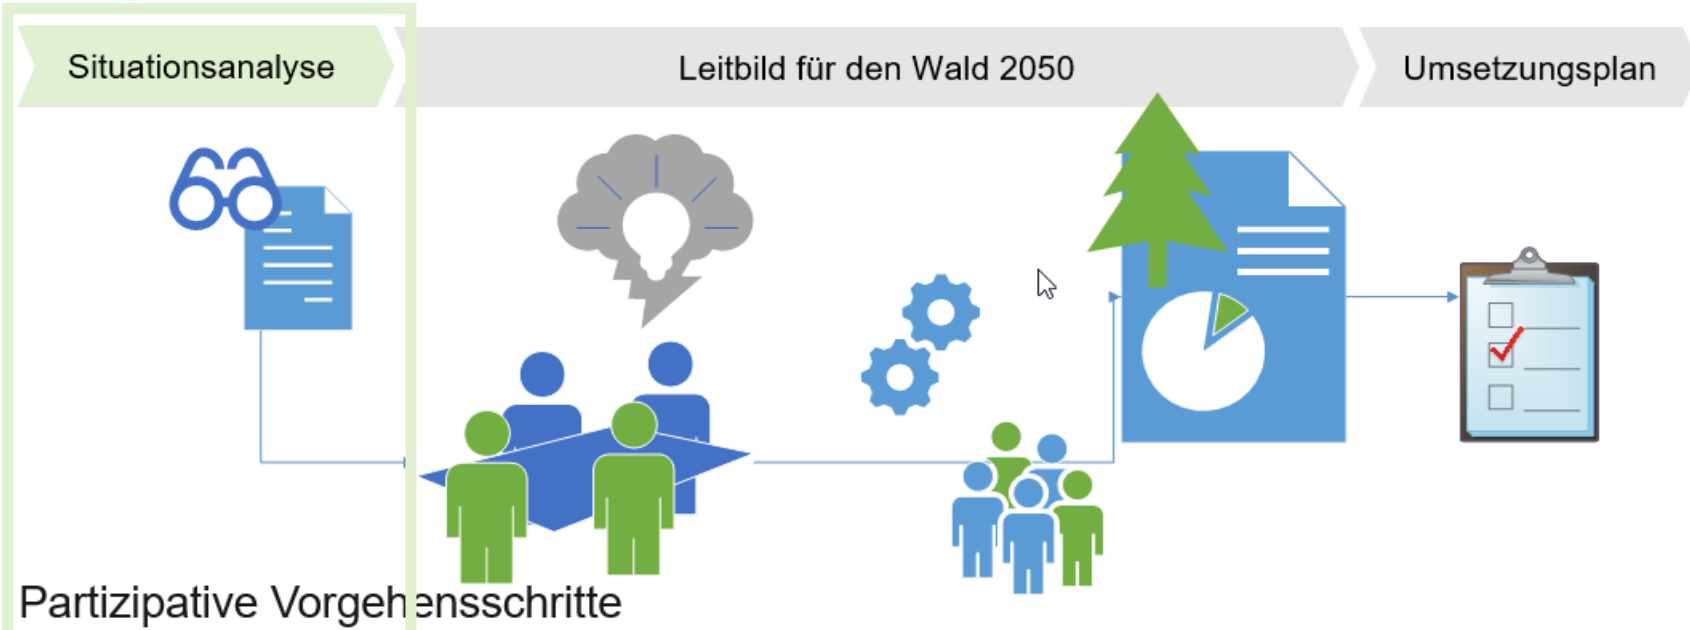 Situationsanalyse
Leitbild für den Wald 2050
Umsetzungsplan
Partizipative Vorgehensschritte